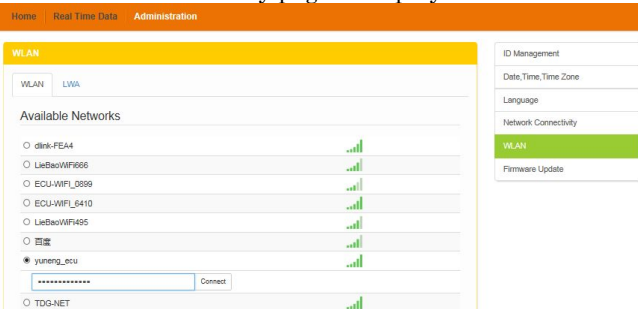 Home Real Time Data Administration
WLAN
WLAN LWA
Available Networks
dlink-FEA4
LieBaoWiFi666
ECU-WIFI_0899
ECU-WIFI_6410
LieBaoWiFi495
百度
yuneng_ecu
•••••••••••••
Connect
TDG-NET
ID Management
Date,Time,Time Zone
Language
Network Connectivity
WLAN
Firmware Update